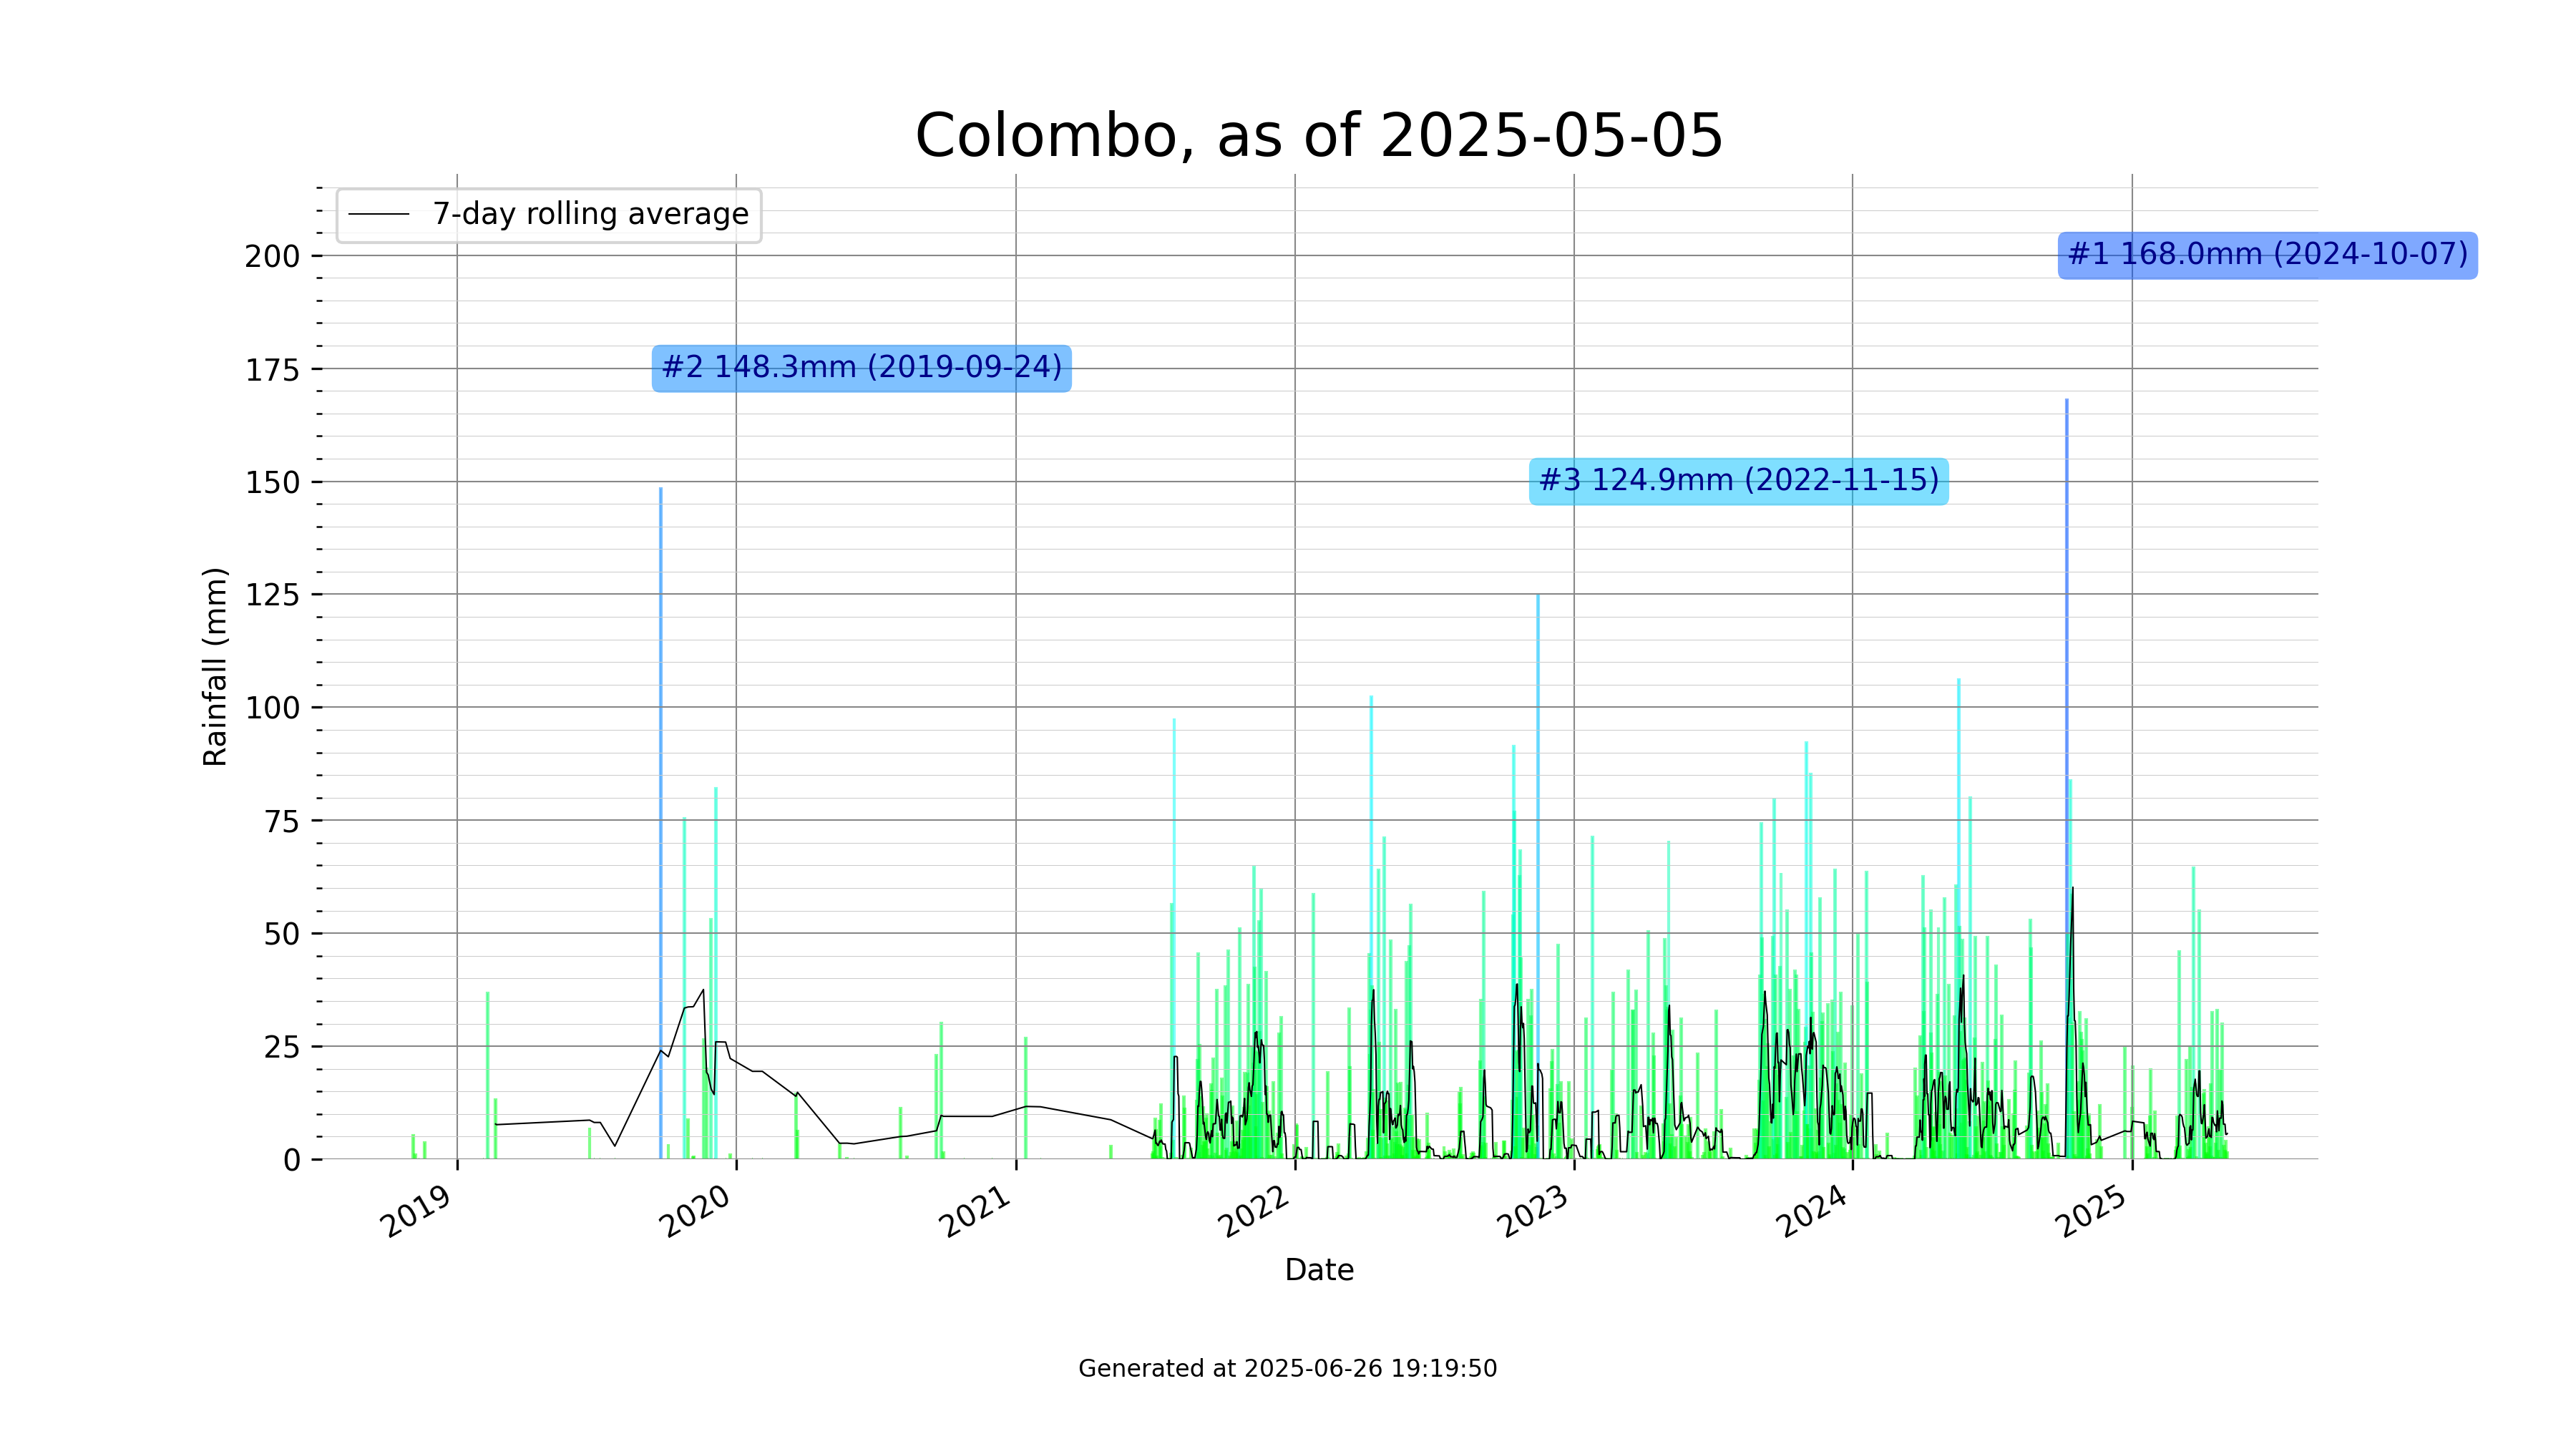 Colombo, as of 2025-05-05
7-day rolling average
#1 168.0mm (2024-10-07)
#2 148.3mm (2019-09-24)
#3 124.9mm (2022-11-15)
200
175
150
125
100
75
50
25
0
Rainfall (mm)
2019
2020
2021
2022
2023
2024
2025
Date
Generated at 2025-06-26 19:19:50